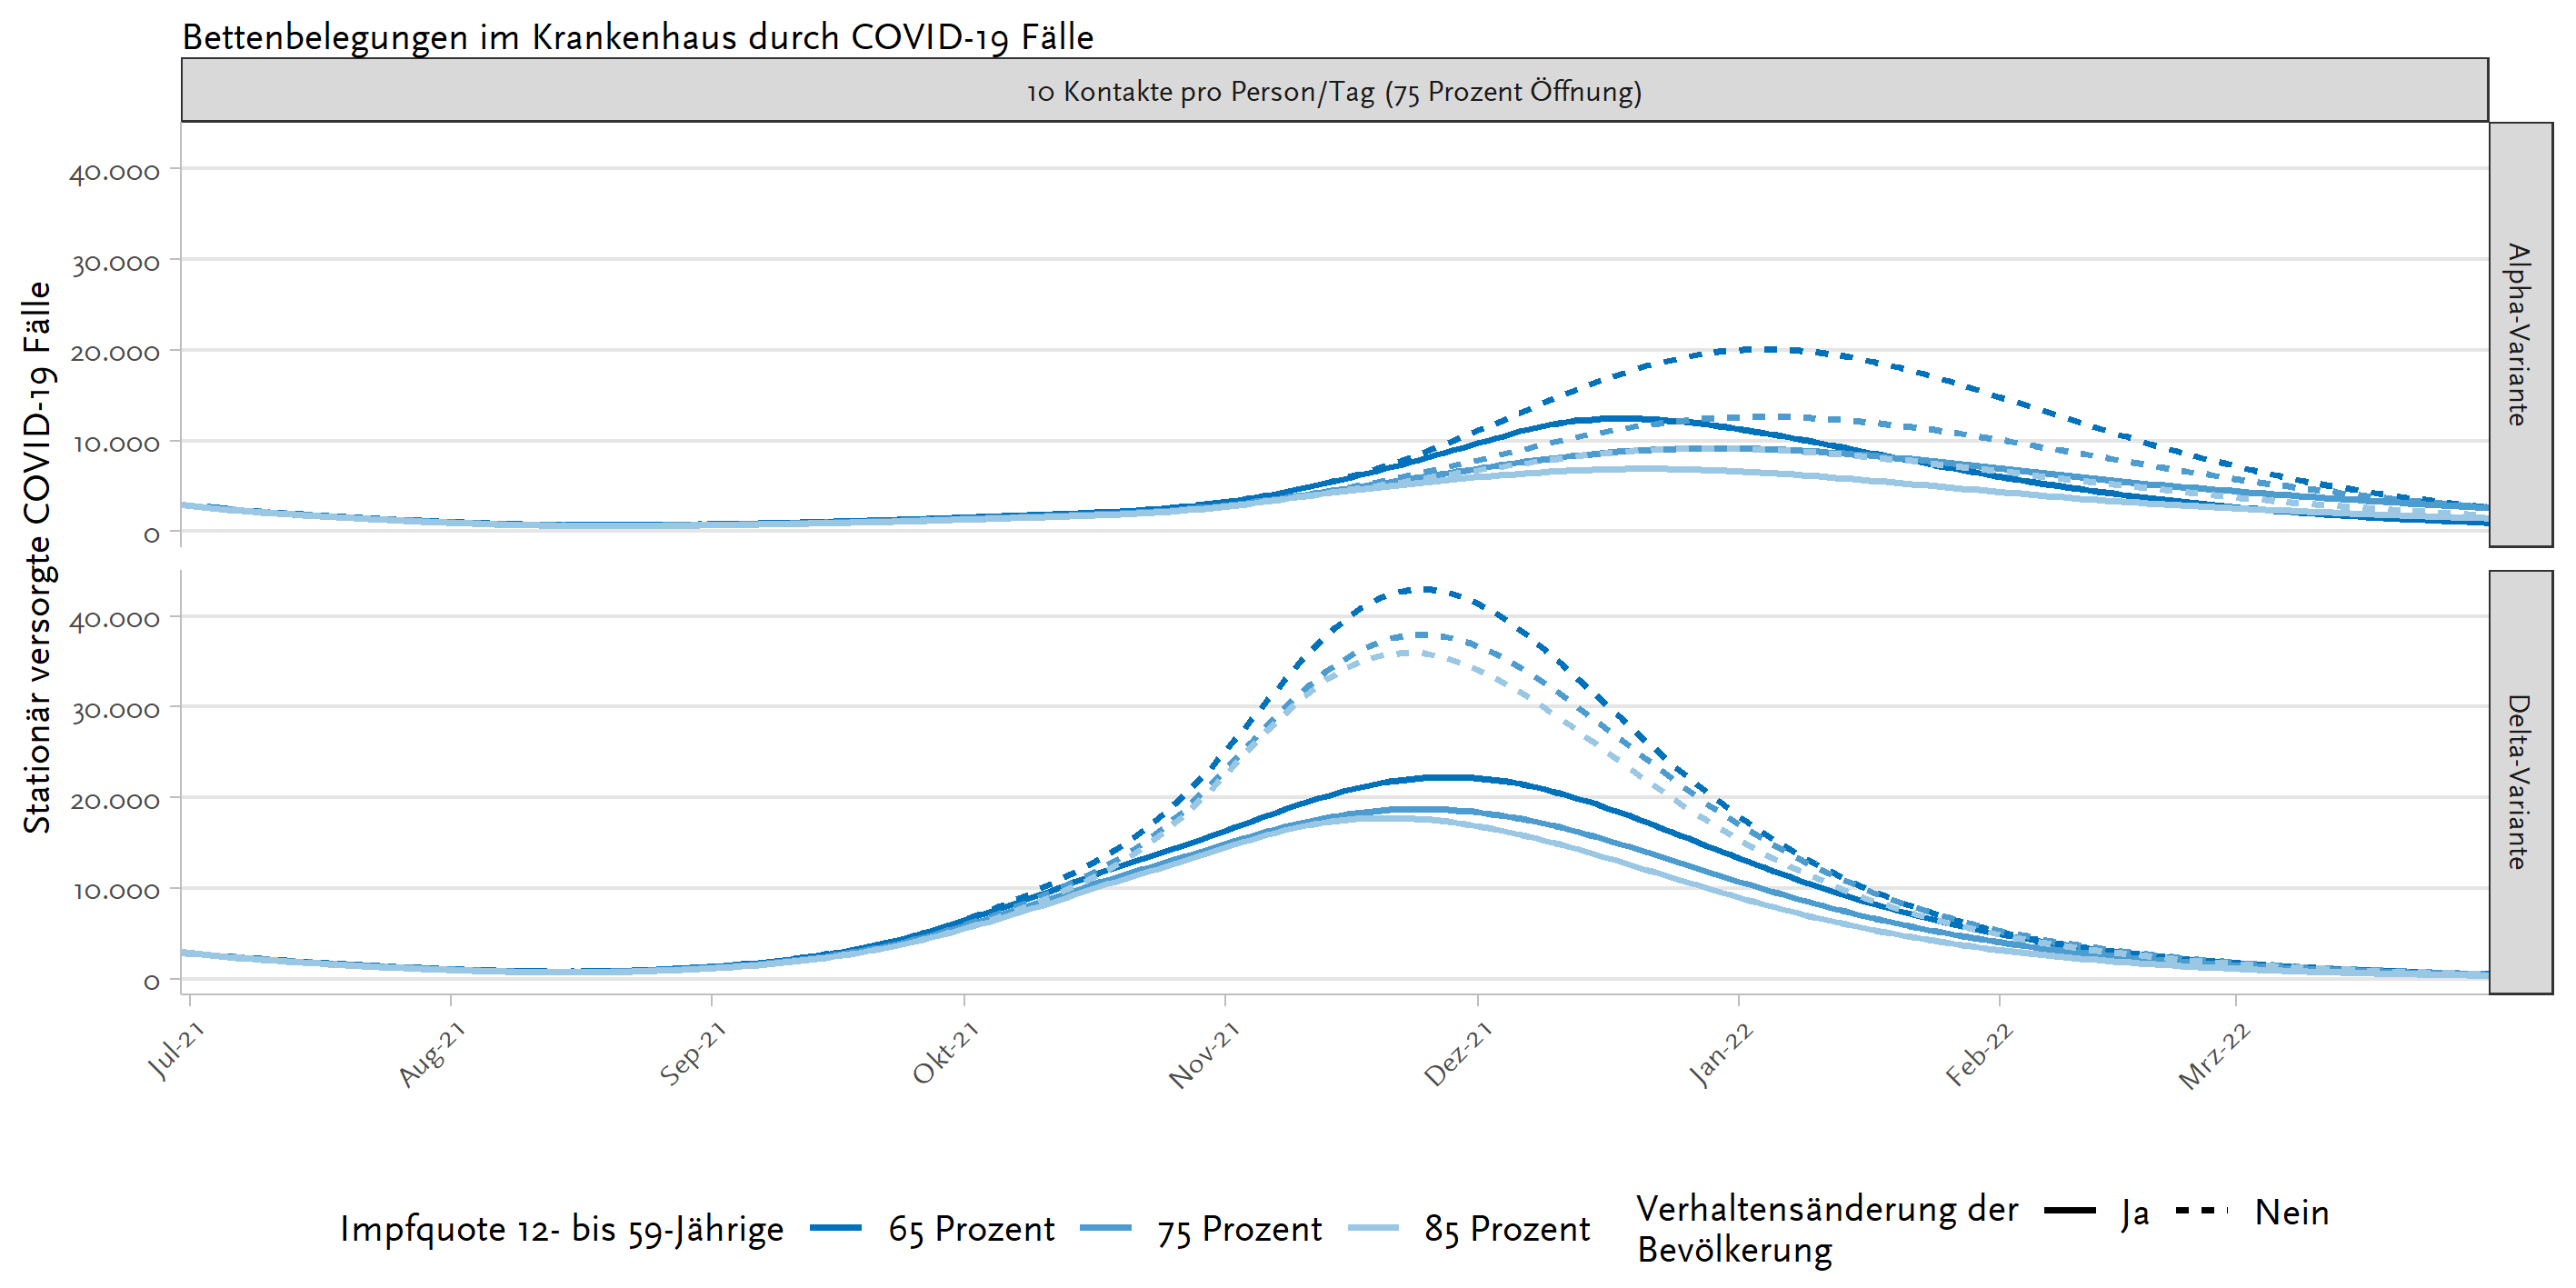 Bettenbelegungen im Krankenhaus durch COVID-19 Fälle
10 Kontakte pro Person/Tag (75 Prozent Öffnung)
Stationär versorgte COVID-19 Fälle
40.000
30.000
20.000
10.000
0
Alpha-Variante
40.000
30.000
20.000
10.000
0
Delta-Variante
Jul-21
Aug-21
Sep-21
Okt-21
Nov-21
Dez-21
Jan-22
Feb-22
Mrz-22
Impfquote 12- bis 59-Jährige
65 Prozent
75 Prozent
85 Prozent
Verhaltensänderung der
Bevölkerung
Ja
Nein